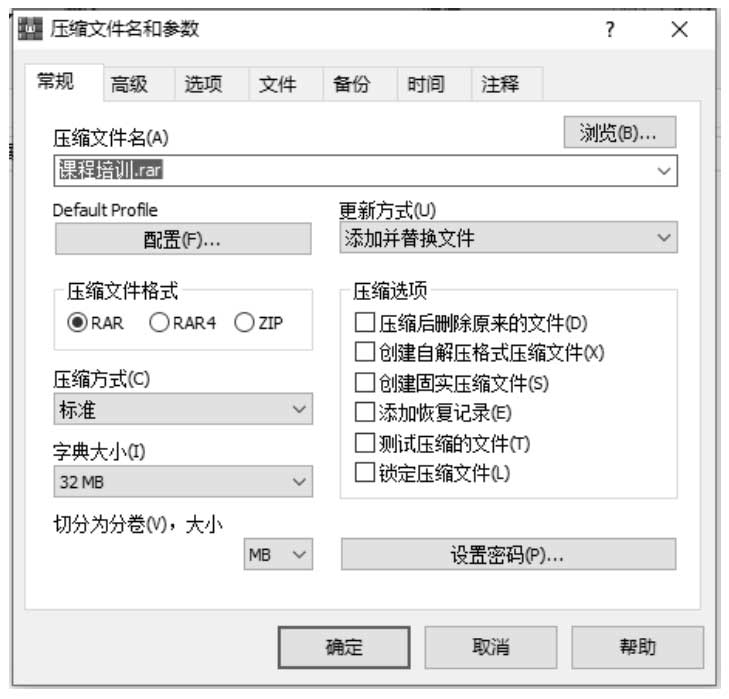 压缩文件名和参数 ?
常规 高级 选项 文件 备份 时间 注释
压缩文件名(A)
浏览(B)...
课程培训.rar
Default Profile
配置(F)...
更新方式(U)
添加并替换文件
压缩文件格式
RAR RAR4 ZIP
压缩方式(C)
标准
字典大小(I)
32 MB
切分为分卷(V),大小
MB
压缩选项
压缩后删除原来的文件(D)
创建自解压格式压缩文件(X)
创建固实压缩文件(S)
添加恢复记录(E)
测试压缩的文件(T)
锁定压缩文件(L)
设置密码(P)...
确定 取消 帮助